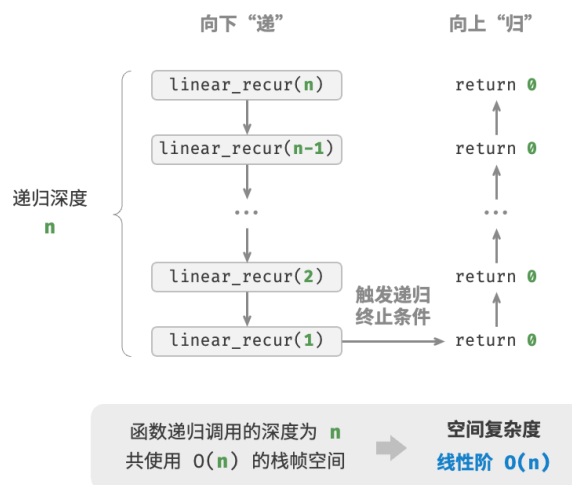 向下“递” 向上“归”
linear_recur(n) return 0
linear_recur(n-1) return 0
递归深度
n
... ...
linear_recur(2) return 0
触发递归
终止条件
linear_recur(1) return 0
函数递归调用的深度为 n
共使用 O(n) 的栈帧空间
空间复杂度
线性阶 O(n)